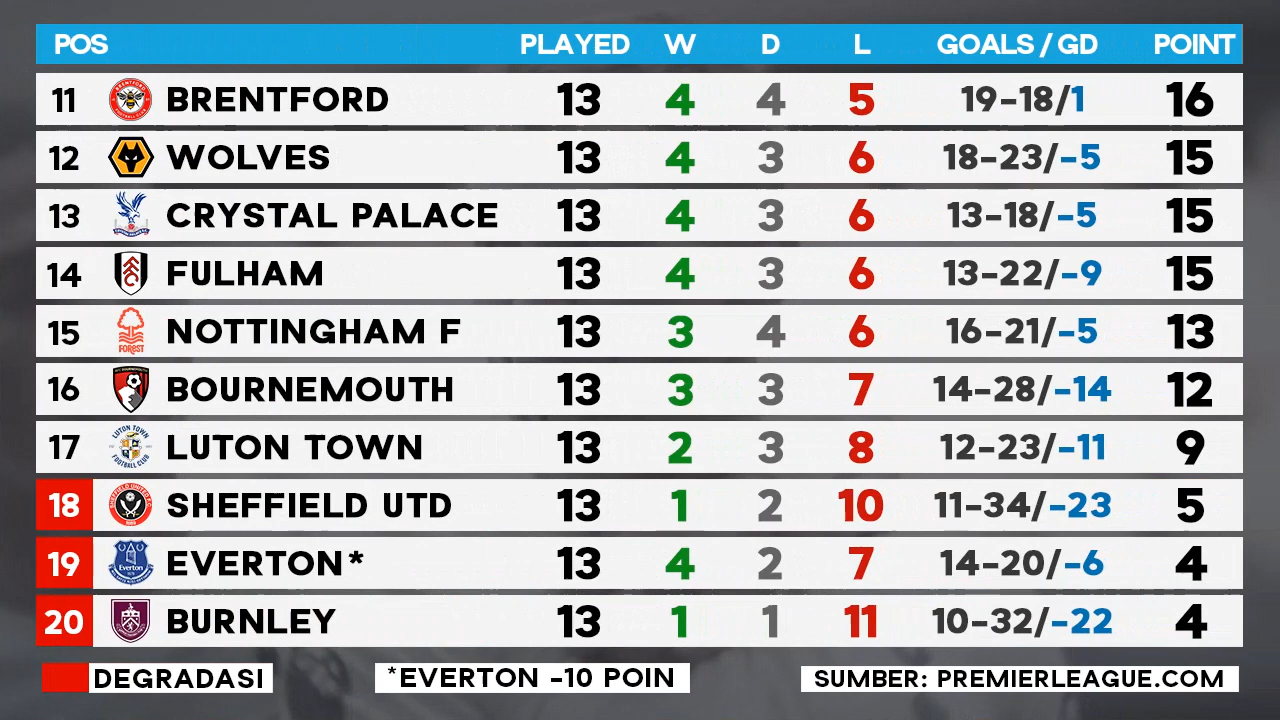 POS PLAYED W D L GOALS / GD POINT
11 BRENTFORD 13 4 4 5 19-18/1 16
12 WOLVES 13 4 3 6 18-23/-5 15
13 CRYSTAL PALACE 13 4 3 6 13-18/-5 15
14 FULHAM 13 4 3 6 13-22/-9 15
15 FOREST NOTTINGHAM F 13 3 4 6 16-21/-5 13
16 BOURNEMOUTH 13 3 3 7 14-28/-14 12
17 LUTON TOWN FOOTBALL CLUB LUTON TOWN 13 2 3 8 12-23/-11 9
18 SHEFFIELD UTD 13 1 2 10 11-34/-23 5
19 Everton EVERTON* 13 4 2 7 14-20/-6 4
20 BURNLEY 13 1 1 11 10-32/-22 4
DEGRADASI *EVERTON -10 POIN SUMBER: PREMIERLEAGUE.COM